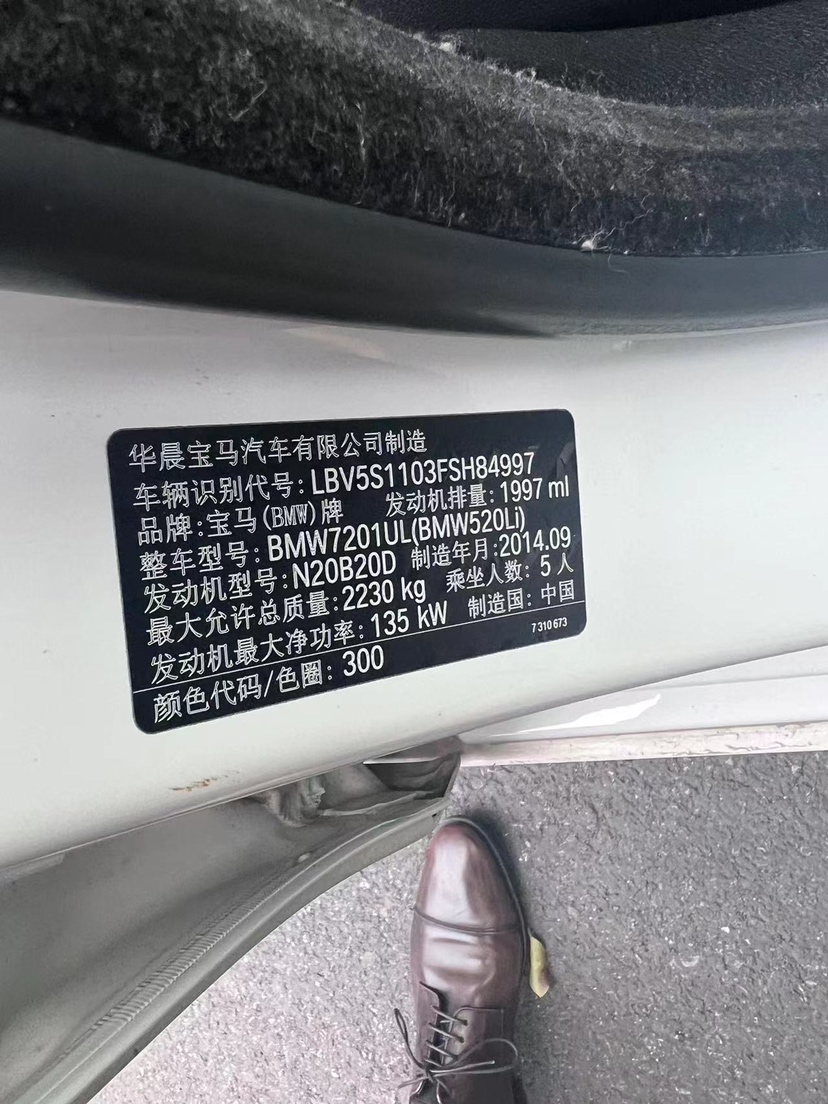 华晨宝马汽车有限公司制造
车辆识别代号: LBV5S1103FSH84997
品牌: 宝马(BMW)牌 发动机排量: 1997 ml
整车型号: BMW7201UL(BMW520Li)
发动机型号: N20B20D 制造年月: 2014.09
最大允许总质量: 2230 kg 乘坐人数: 5 人
发动机最大净功率: 135 kW 制造国: 中国
颜色代码/色圈: 300 7 310 673